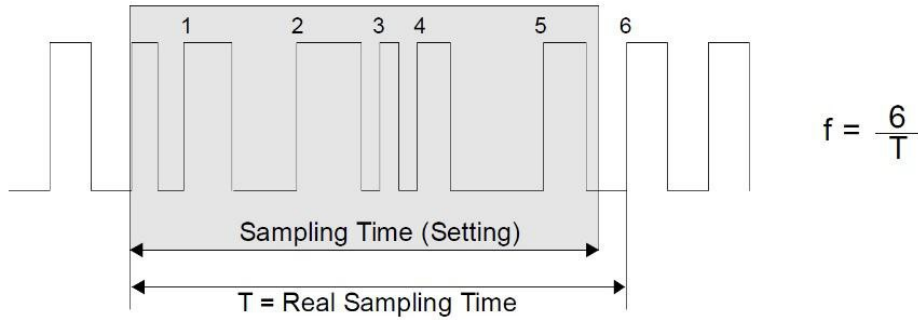 1 2 3 4 5 6
f = 6
T
Sampling Time (Setting)
T = Real Sampling Time